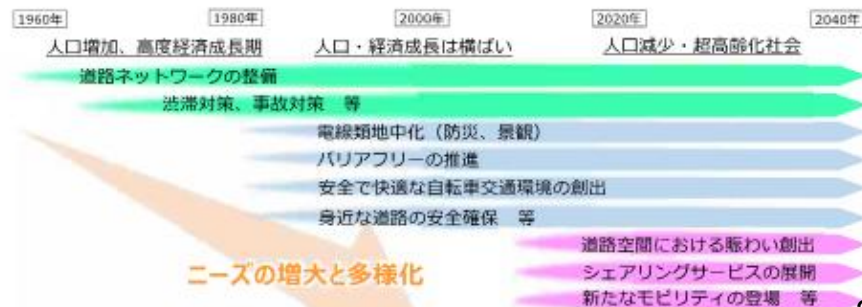 1960年 1980年 2000年 2020年 2040年
人口増加、高度経済成長期 人口・経済成長は横ばい 人口減少・超高齢化社会
道路ネットワークの整備
渋滞対策、事故対策 等
電線類地中化（防災、景観）
バリアフリーの推進
安全で快適な自転車交通環境の創出
身近な道路の安全確保 等
道路空間における賑わい創出
ニーズの増大と多様化
シェアリングサービスの展開
新たなモビリティの登場 等